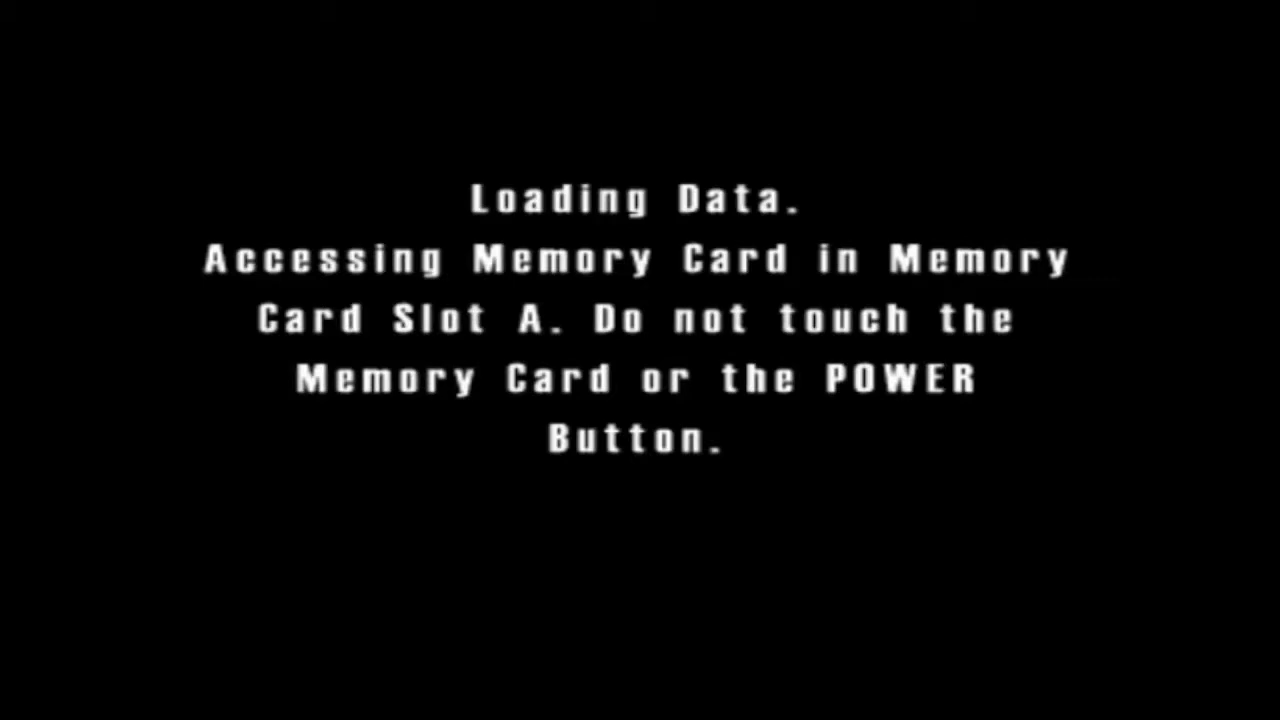 Loading Data.
Accessing Memory Card in Memory
Card Slot A. Do not touch the
Memory Card or the POWER
Button.